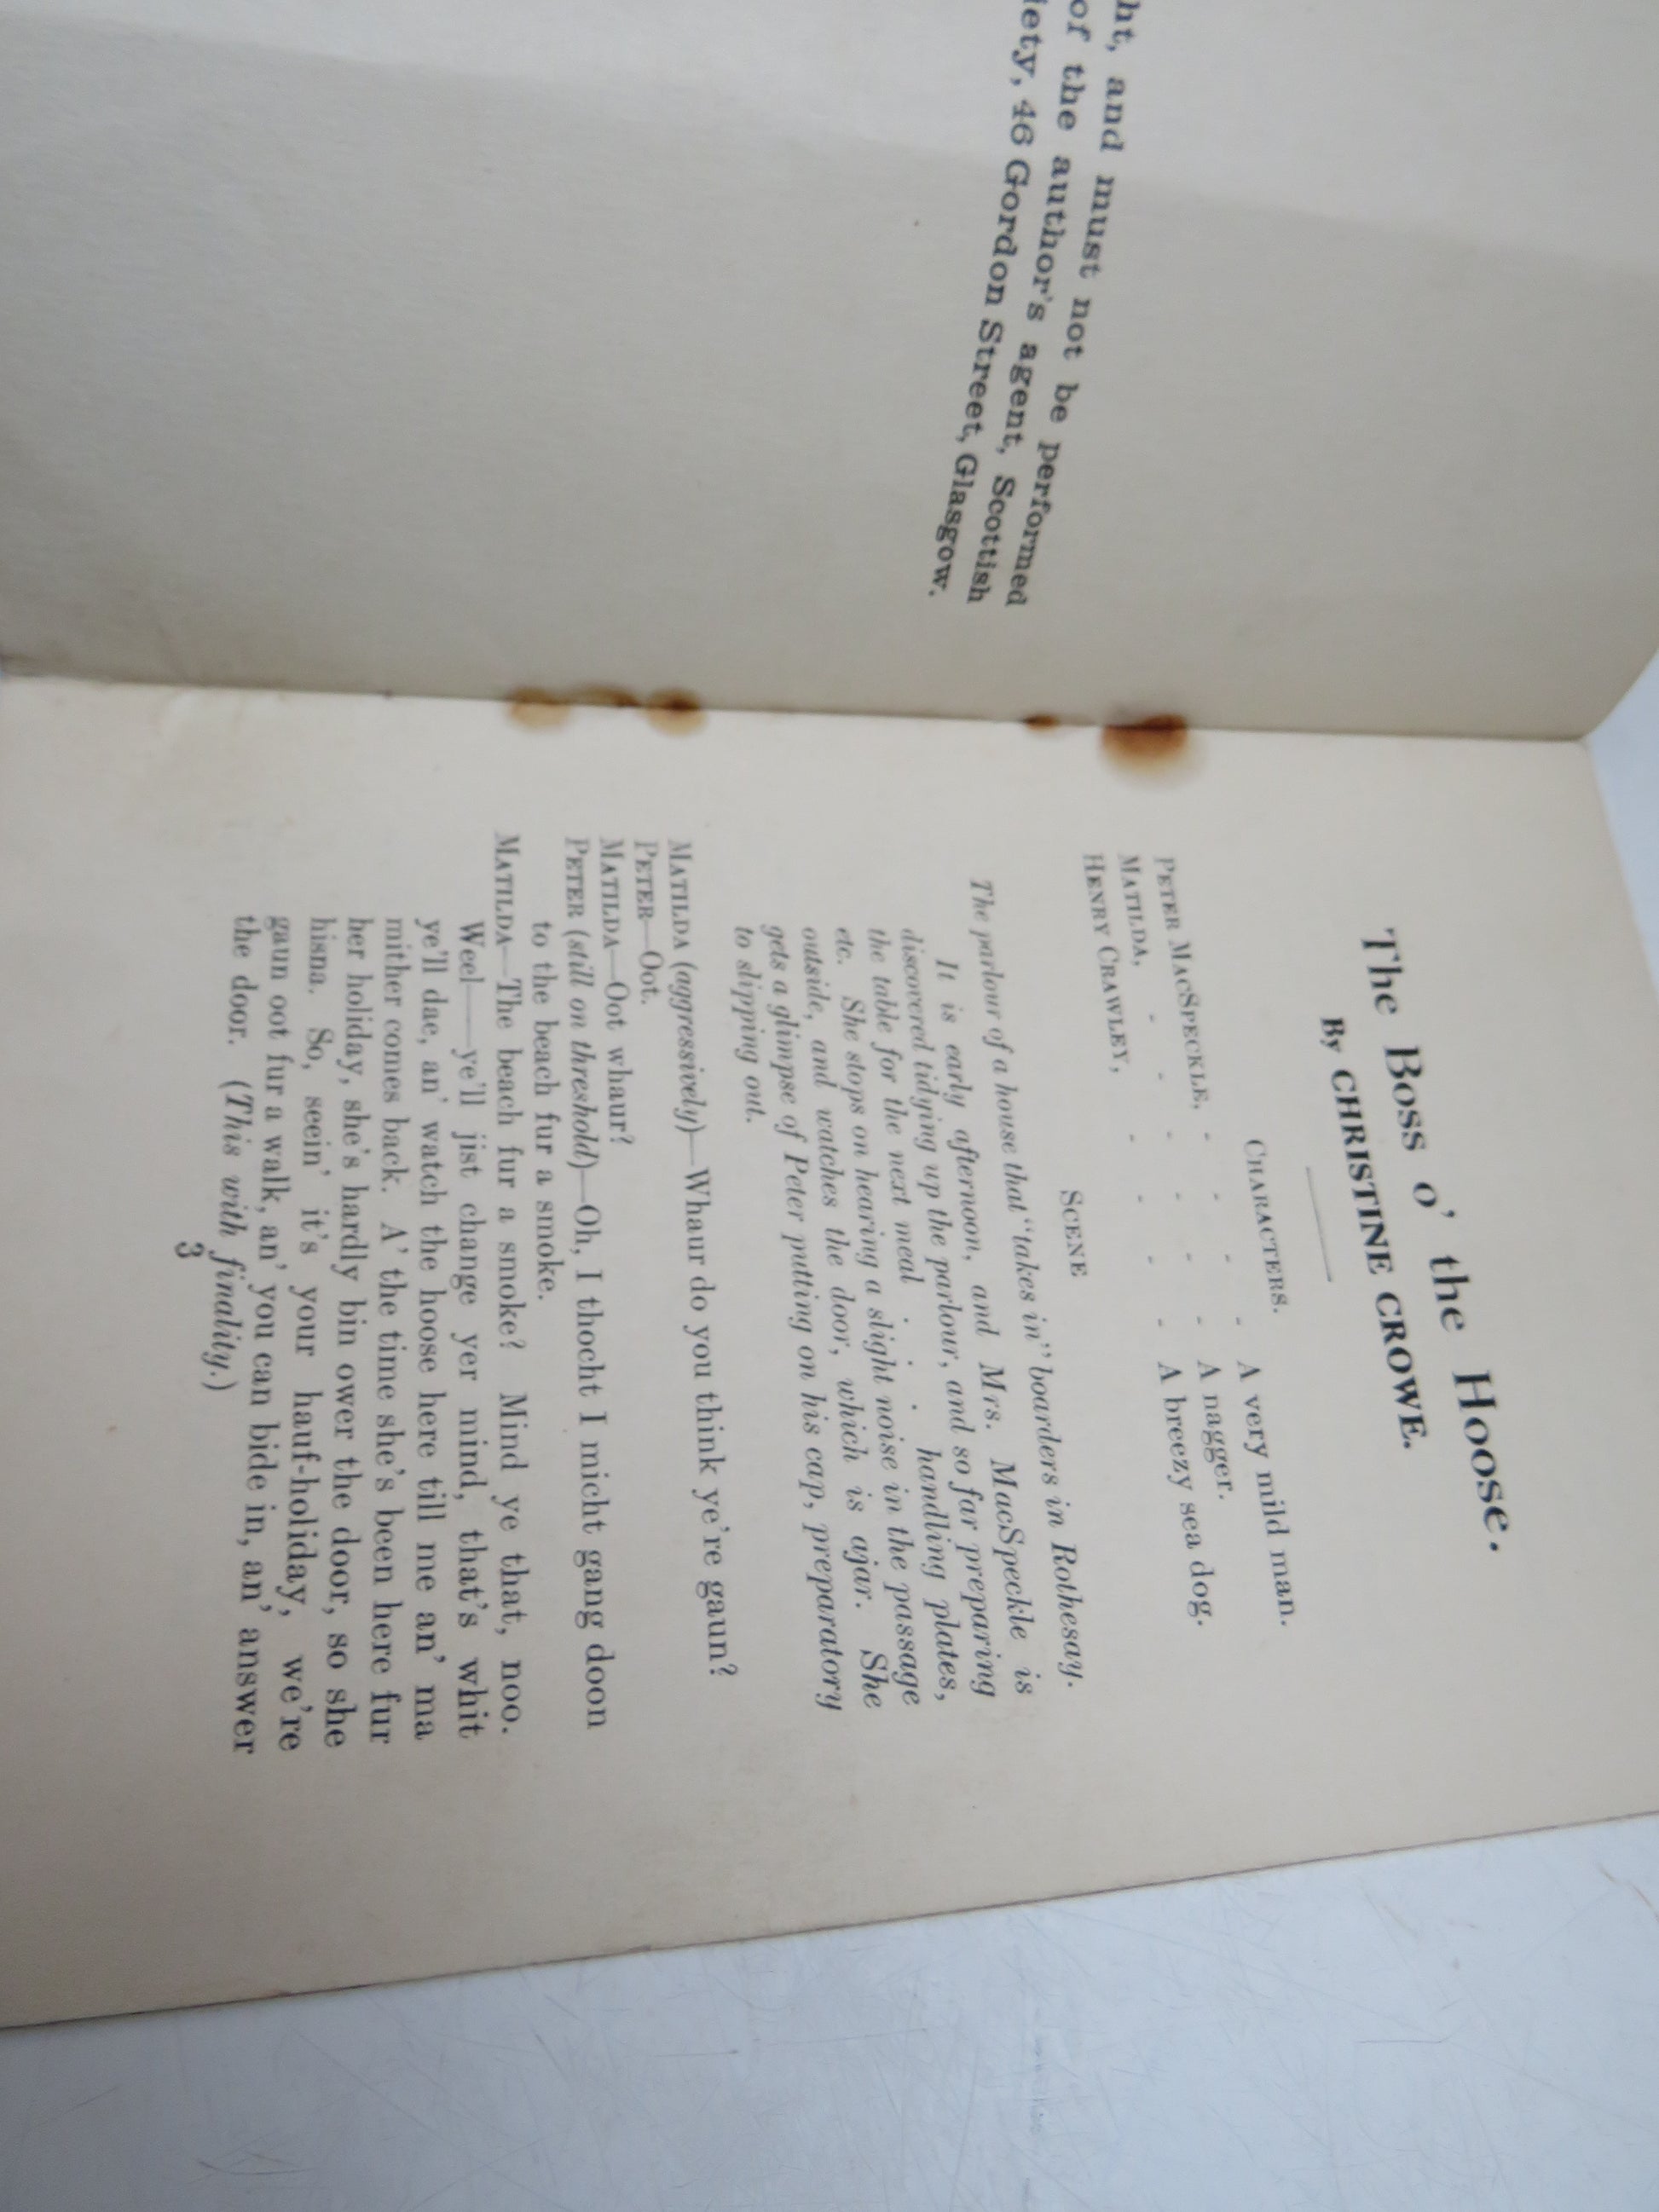 ht, and must not be performed
of the author's agent, Scottish
iety, 46 Gordon Street, Glasgow.
The Boss o' the Hoose.
By CHRISTINE CROWE.
CHARACTERS.
PETER MACSPECKLE, - - - - A very mild man.
MATILDA, - - - - - - A nagger.
HENRY CRAWLEY, - - - - A breezy sea dog.
SCENE
The parlour of a house that "takes in" boarders in Rothesay.
It is early afternoon, and Mrs. MacSpeckle is
discovered tidying up the parlour, and so far preparing
the table for the next meal . . . handling plates,
etc. She stops on hearing a slight noise in the passage
outside, and watches the door, which is ajar. She
gets a glimpse of Peter putting on his cap, preparatory
to slipping out.
MATILDA (aggressively)—Whaur do you think ye're gaun?
PETER—Oot.
MATILDA—Oot whaur?
PETER (still on threshold)—Oh, I thocht I micht gang doon
to the beach fur a smoke.
MATILDA—The beach fur a smoke? Mind ye that, noo.
Weel——ye'll jist change yer mind, that's whit
ye'll dae, an' watch the hoose here till me an' ma
mither comes back. A' the time she's been here fur
her holiday, she's hardly bin ower the door, so she
hisna. So, seein' it's your hauf-holiday, we're
gaun oot fur a walk, an' you can bide in, an' answer
the door. (This with finality.)
3